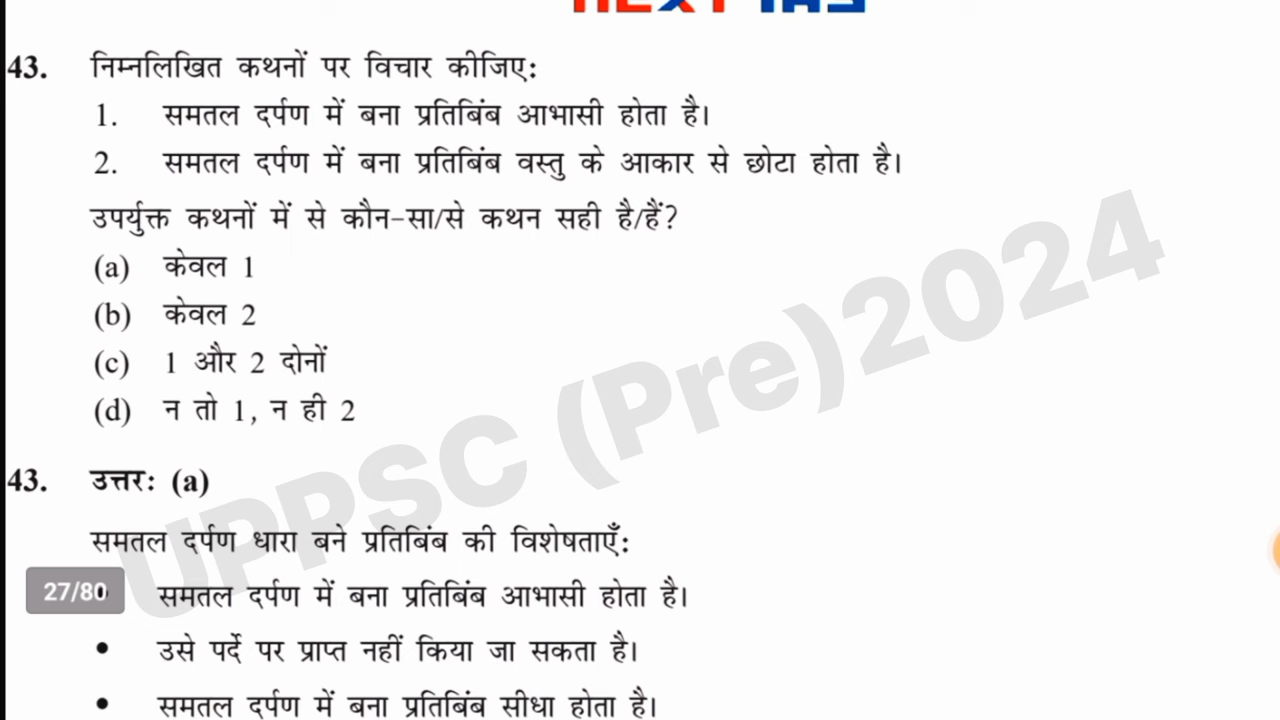 NEXT IAS
43. निम्नलिखित कथनों पर विचार कीजिए:
1. समतल दर्पण में बना प्रतिबिंब आभासी होता है।
2. समतल दर्पण में बना प्रतिबिंब वस्तु के आकार से छोटा होता है।
उपर्युक्त कथनों में से कौन-सा/से कथन सही है/हैं?
(a) केवल 1
(b) केवल 2
(c) 1 और 2 दोनों
(d) न तो 1, न ही 2
UPPSC (Pre)2024
43. उत्तरः (a)
समतल दर्पण धारा बने प्रतिबिंब की विशेषताएँ:
27/80
समतल दर्पण में बना प्रतिबिंब आभासी होता है।
• उसे पर्दे पर प्राप्त नहीं किया जा सकता है।
• समतल दर्पण में बना प्रतिबिंब सीधा होता है।